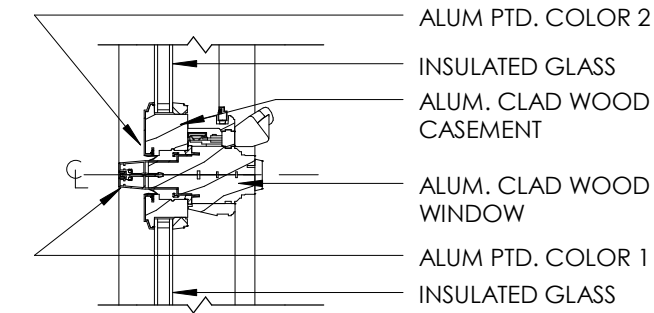 ALUM PTD. COLOR 2
INSULATED GLASS
ALUM. CLAD WOOD
CASEMENT
CL
ALUM. CLAD WOOD
WINDOW
ALUM PTD. COLOR 1
INSULATED GLASS